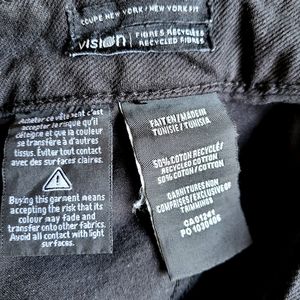 COUPE NEW YORK / NEW YORK FIT
vision | FIBRES RECYCLÉES
RECYCLED FIBRES
Acheter ce vêtement c'est
accepter le risque qu'il
déteigne et que la couleur
se transfère à d'autres
tissus. Éviter tout contact
avec des surfaces claires.
Buying this garment means
accepting the risk that its
colour may fade and
transfer onto other fabrics.
Avoid all contact with light
surfaces.
FAIT EN / MADE IN
TUNISIE / TUNISIA
50% COTON RECYCLÉ/
RECYCLED COTTON
50% COTON / COTTON
GARNITURES NON
COMPRISES/EXCLUSIVE OF
TRIMMINGS
CA01242